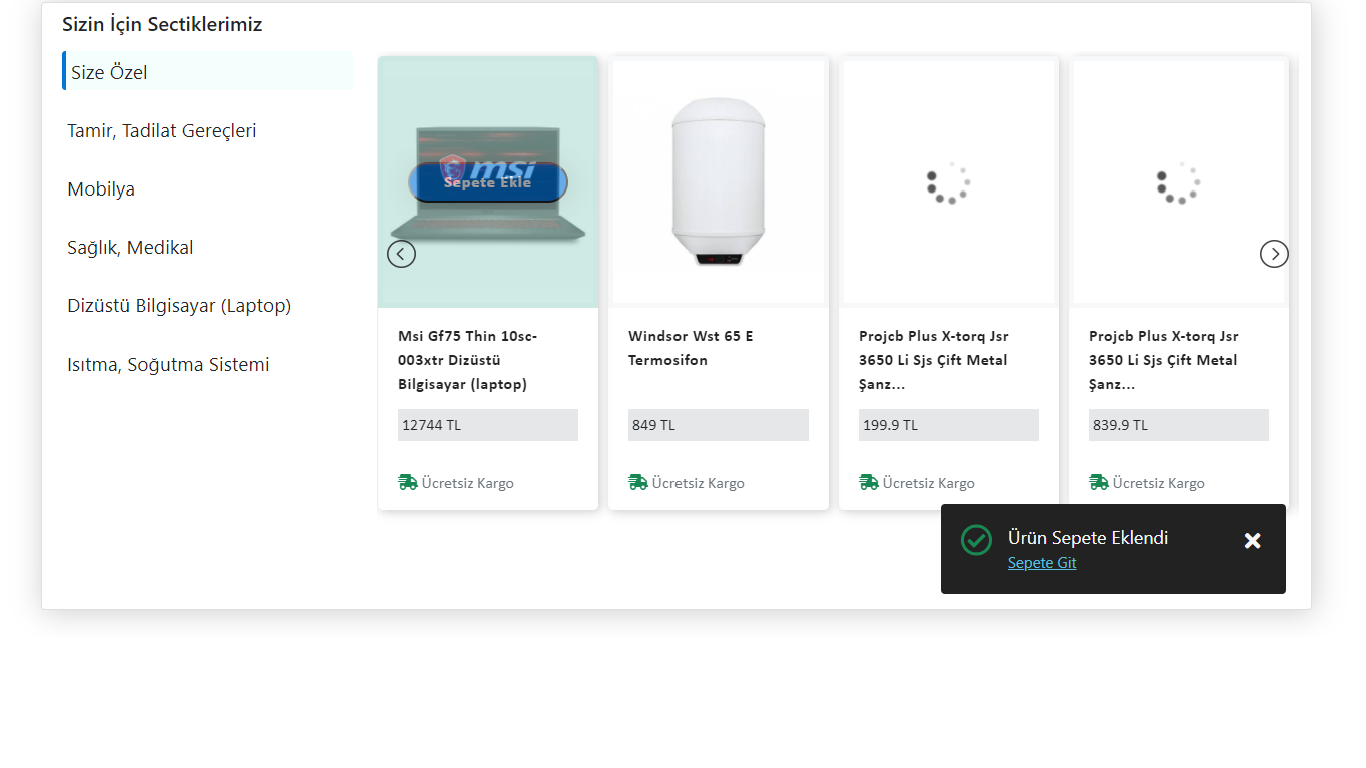 Sizin İçin Sectiklerimiz
Size Özel
Tamir, Tadilat Gereçleri
Mobilya
Sağlık, Medikal
Dizüstü Bilgisayar (Laptop)
Isıtma, Soğutma Sistemi
msi
Sepete Ekle
Msi Gf75 Thin 10sc-
003xtr Dizüstü
Bilgisayar (laptop)
12744 TL
Ücretsiz Kargo
Windsor Wst 65 E
Termosifon
849 TL
Ücretsiz Kargo
Projcb Plus X-torq Jsr
3650 Li Sjs Çift Metal
Şanz...
199.9 TL
Ücretsiz Kargo
Projcb Plus X-torq Jsr
3650 Li Sjs Çift Metal
Şanz...
839.9 TL
Ücretsiz Kargo
Ürün Sepete Eklendi
Sepete Git